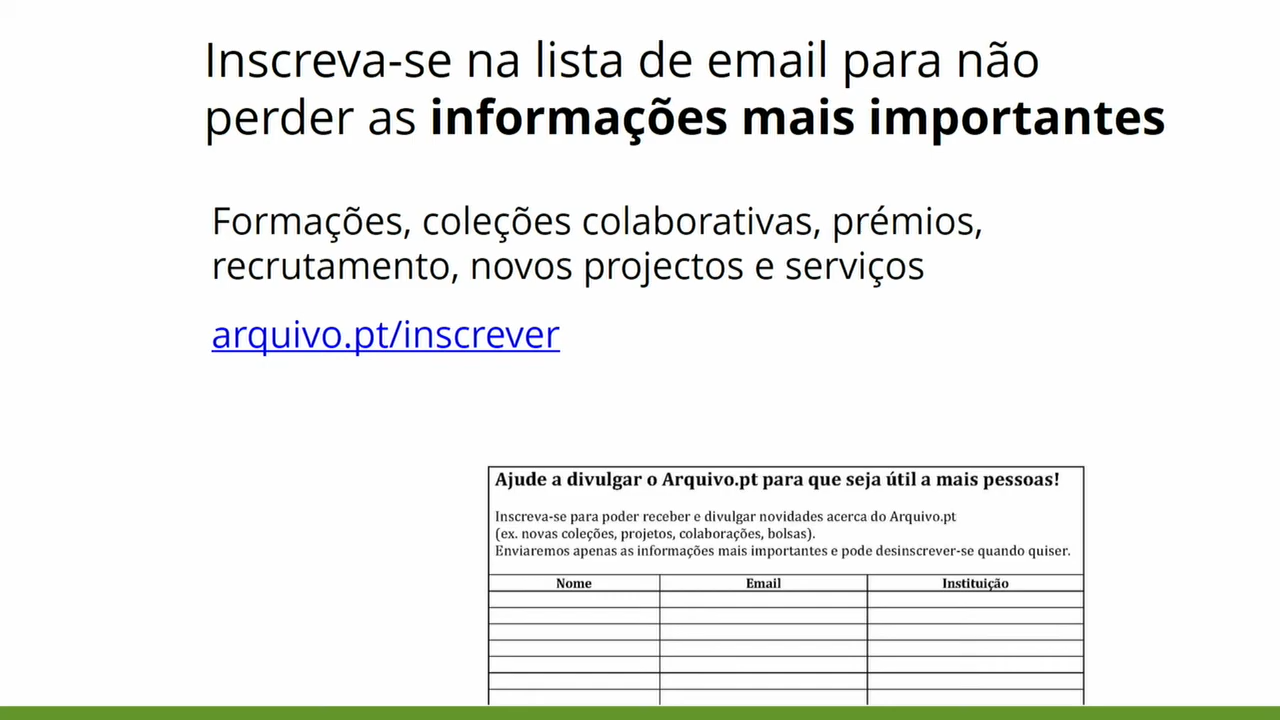 Inscreva-se na lista de email para não
perder as informações mais importantes
Formações, coleções colaborativas, prémios,
recrutamento, novos projectos e serviços
arquivo.pt/inscrever
Ajude a divulgar o Arquivo.pt para que seja útil a mais pessoas!
Inscreva-se para poder receber e divulgar novidades acerca do Arquivo.pt
(ex. novas coleções, projetos, colaborações, bolsas).
Enviaremos apenas as informações mais importantes e pode desinscrever-se quando quiser.
Nome Email Instituição